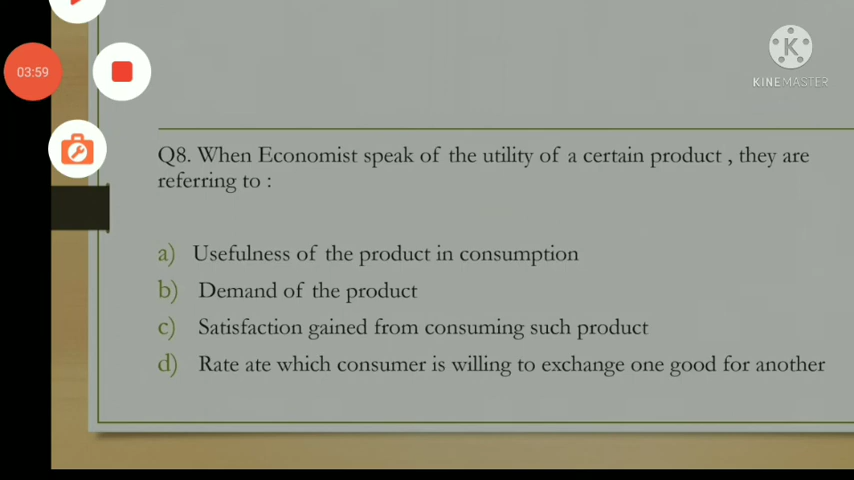 03:59
K
KINEMASTER
Q8. When Economist speak of the utility of a certain product , they are
referring to :
a) Usefulness of the product in consumption
b) Demand of the product
c) Satisfaction gained from consuming such product
d) Rate ate which consumer is willing to exchange one good for another